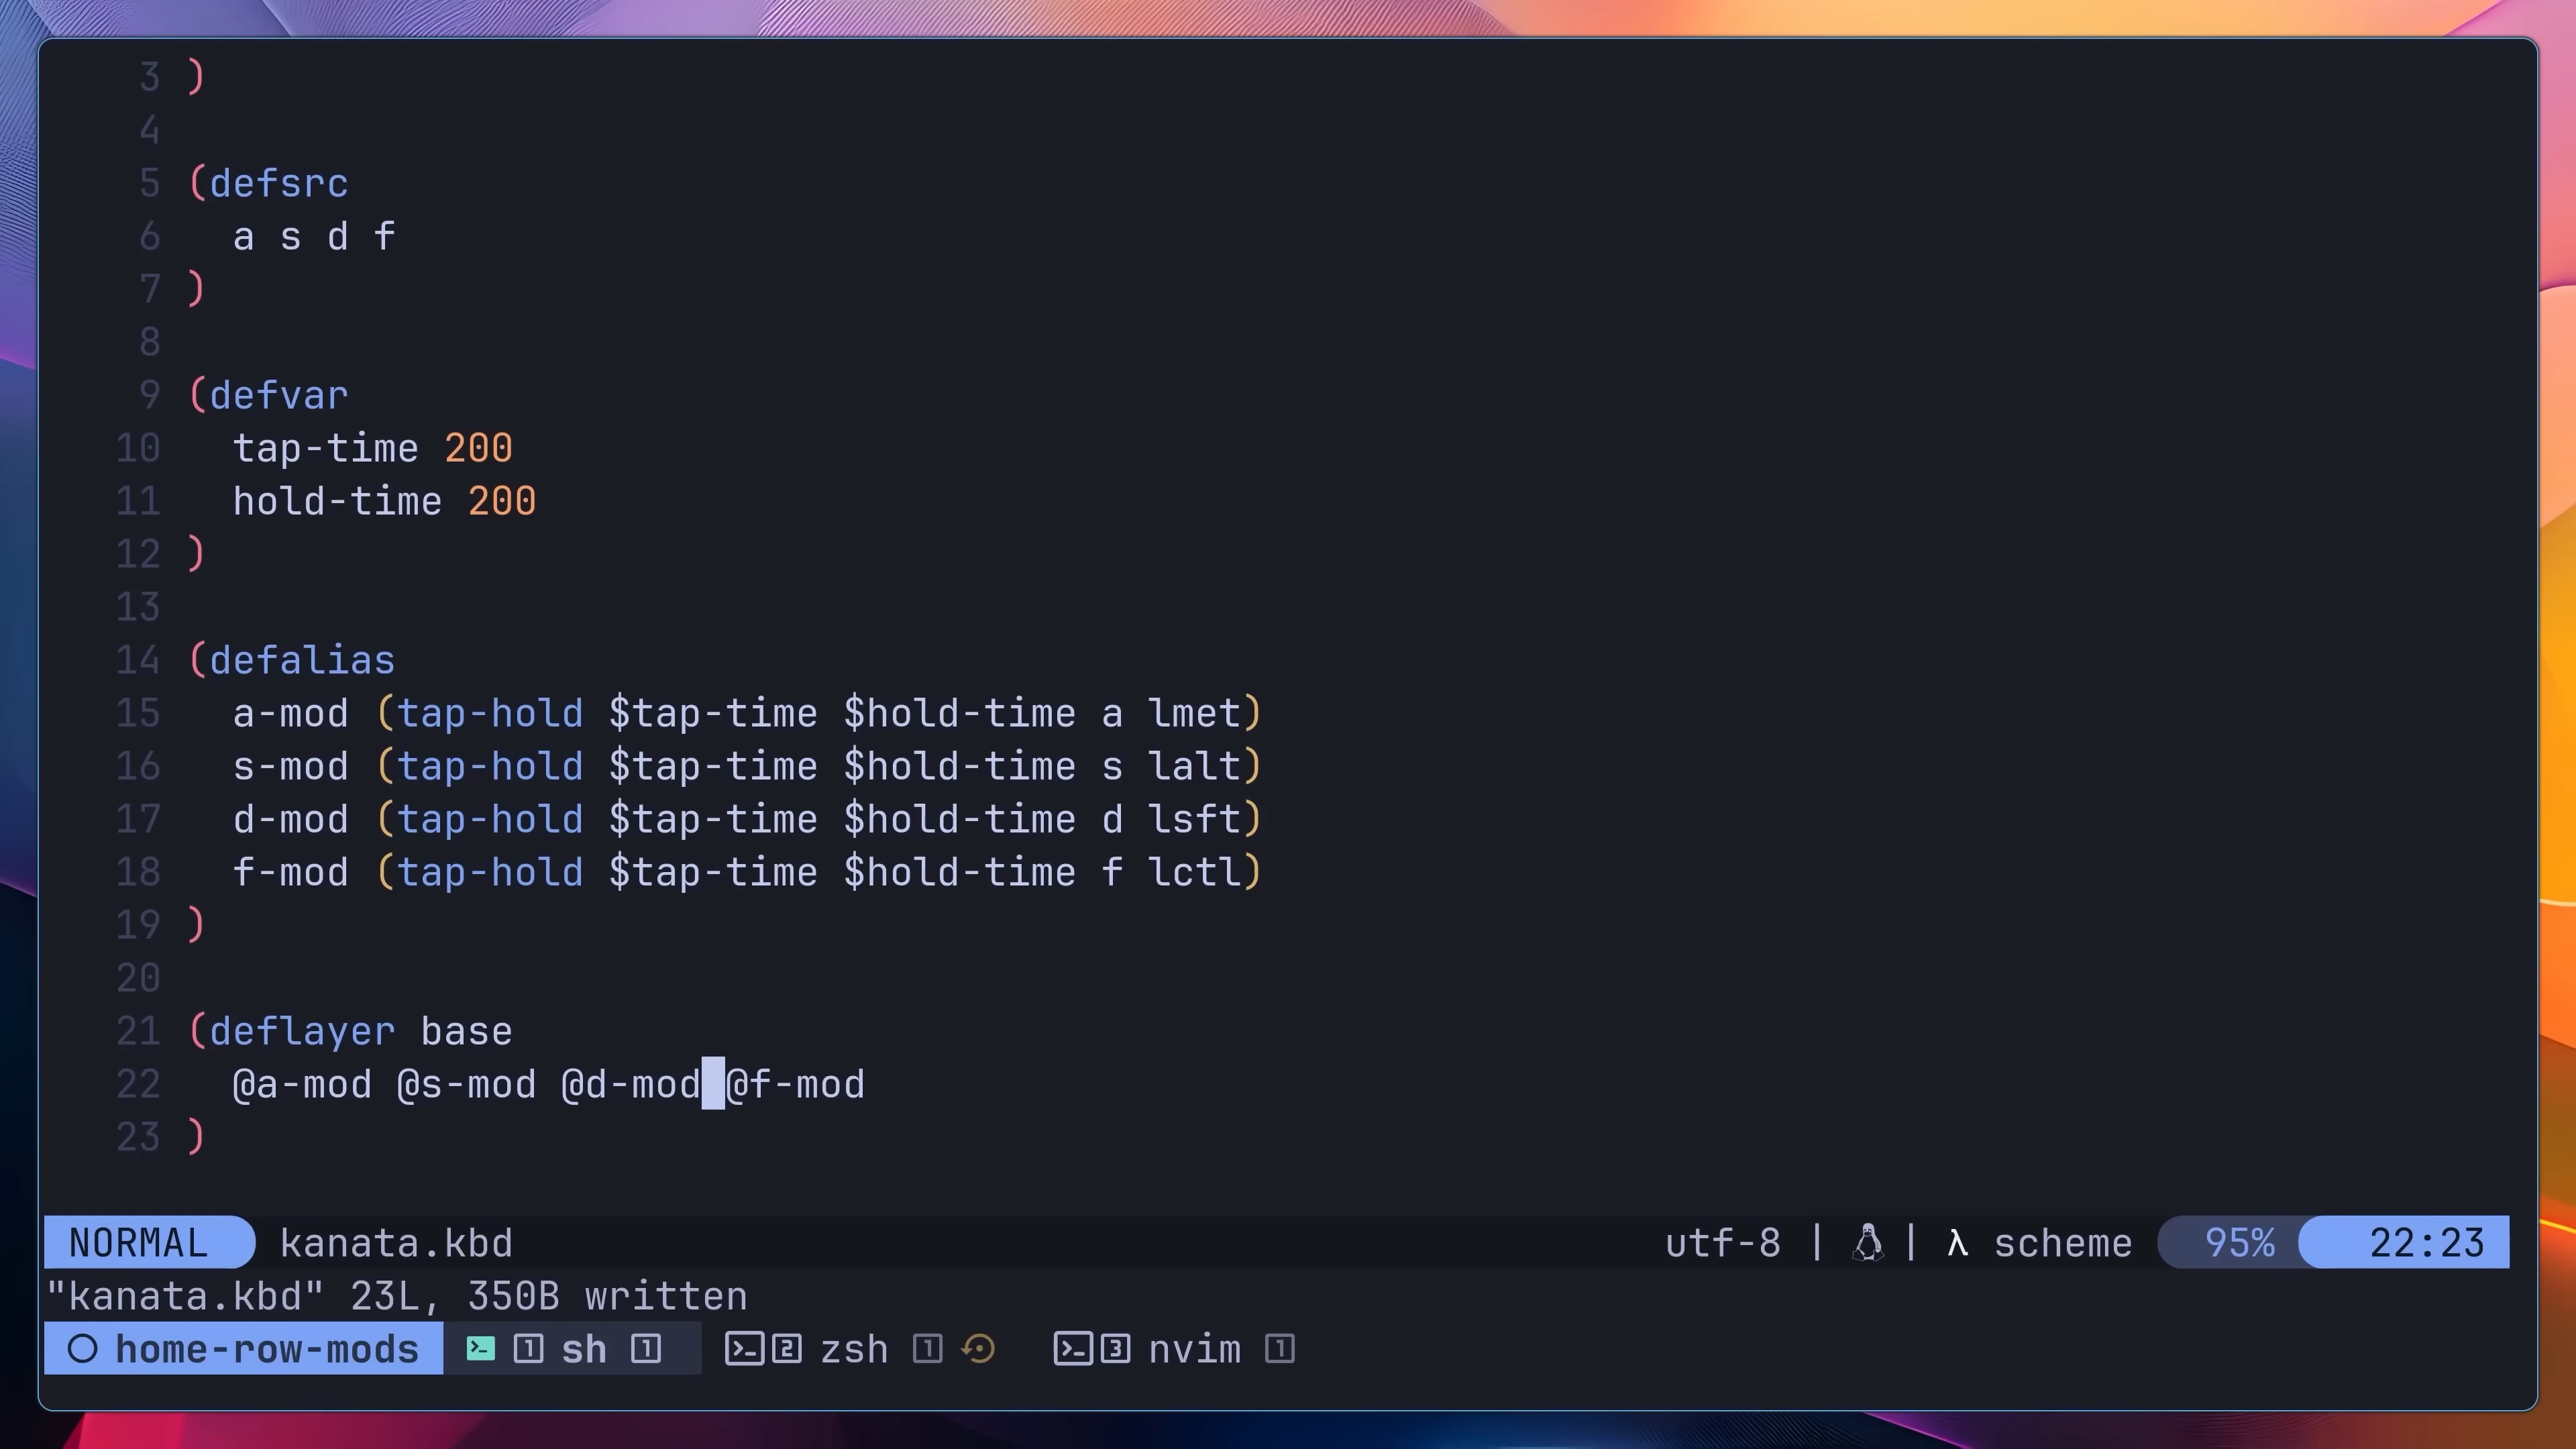 3 )
4
5 (defsrc
6 a s d f
7 )
8
9 (defvar
10 tap-time 200
11 hold-time 200
12 )
13
14 (defalias
15 a-mod (tap-hold $tap-time $hold-time a lmet)
16 s-mod (tap-hold $tap-time $hold-time s lalt)
17 d-mod (tap-hold $tap-time $hold-time d lsft)
18 f-mod (tap-hold $tap-time $hold-time f lctl)
19 )
20
21 (deflayer base
22 @a-mod @s-mod @d-mod @f-mod
23 )
NORMAL kanata.kbd utf-8 | | λ scheme 95% 22:23
"kanata.kbd" 23L, 350B written
home-row-mods 1 sh 1 2 zsh 1 3 nvim 1